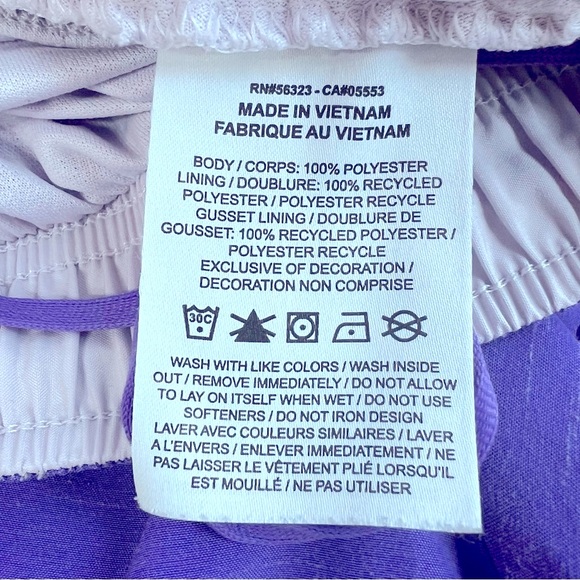 RN#56323 - CA#05553
MADE IN VIETNAM
FABRIQUE AU VIETNAM
BODY / CORPS: 100% POLYESTER
LINING / DOUBLURE: 100% RECYCLED
POLYESTER / POLYESTER RECYCLE
GUSSET LINING / DOUBLURE DE
GOUSSET: 100% RECYCLED POLYESTER /
POLYESTER RECYCLE
EXCLUSIVE OF DECORATION /
DECORATION NON COMPRISE
30C
WASH WITH LIKE COLORS / WASH INSIDE
OUT / REMOVE IMMEDIATELY / DO NOT ALLOW
TO LAY ON ITSELF WHEN WET / DO NOT USE
SOFTENERS / DO NOT IRON DESIGN
LAVER AVEC COULEURS SIMILAIRES / LAVER
A L'ENVERS / ENLEVER IMMEDIATEMENT / NE
PAS LAISSER LE VÊTEMENT PLIÉ LORSQU'IL
EST MOUILLÉ / NE PAS UTILISER